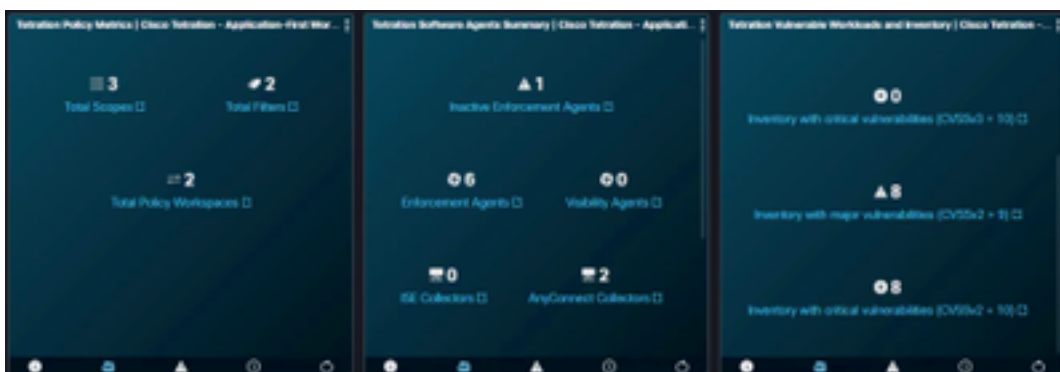 Tetration Policy Metrics | Cisco Tetration - Application-First Wor...
3
Total Scopes
2
Total Filters
2
Total Policy Workspaces
Tetration Software Agents Summary | Cisco Tetration - Applicati...
1
Inactive Enforcement Agents
6
Enforcement Agents
0
Visibility Agents
0
ISE Collectors
2
AnyConnect Collectors
Tetration Vulnerable Workloads and Inventory | Cisco Tetration -...
0
Inventory with critical vulnerabilities (CVSSv3 = 10)
8
Inventory with major vulnerabilities (CVSSv2 > 9)
8
Inventory with critical vulnerabilities (CVSSv2 = 10)